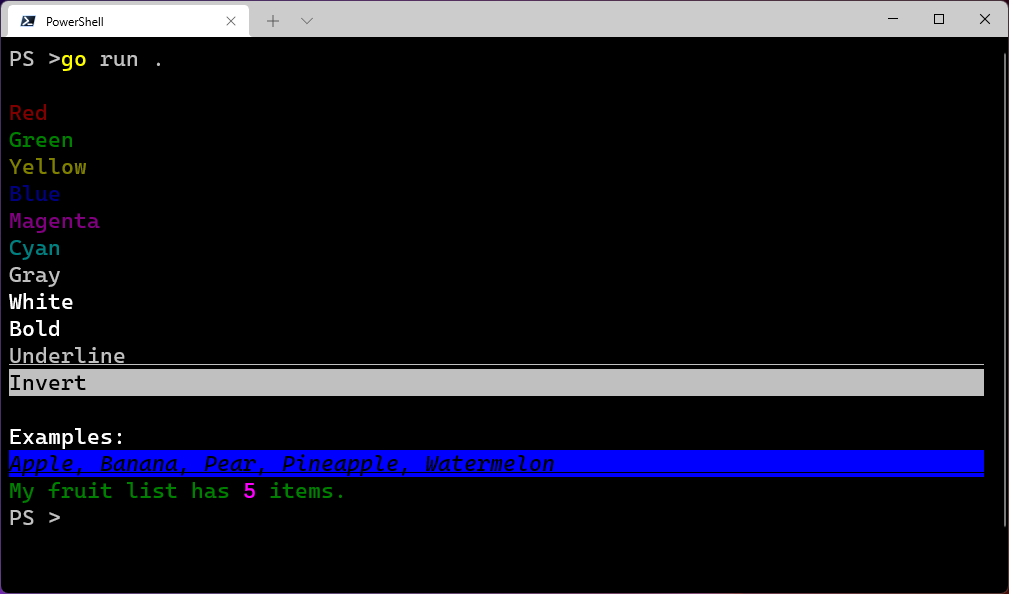 PowerShell
PS >go run .
Red
Green
Yellow
Blue
Magenta
Cyan
Gray
White
Bold
Underline
Invert
Examples:
Apple, Banana, Pear, Pineapple, Watermelon
My fruit list has 5 items.
PS >